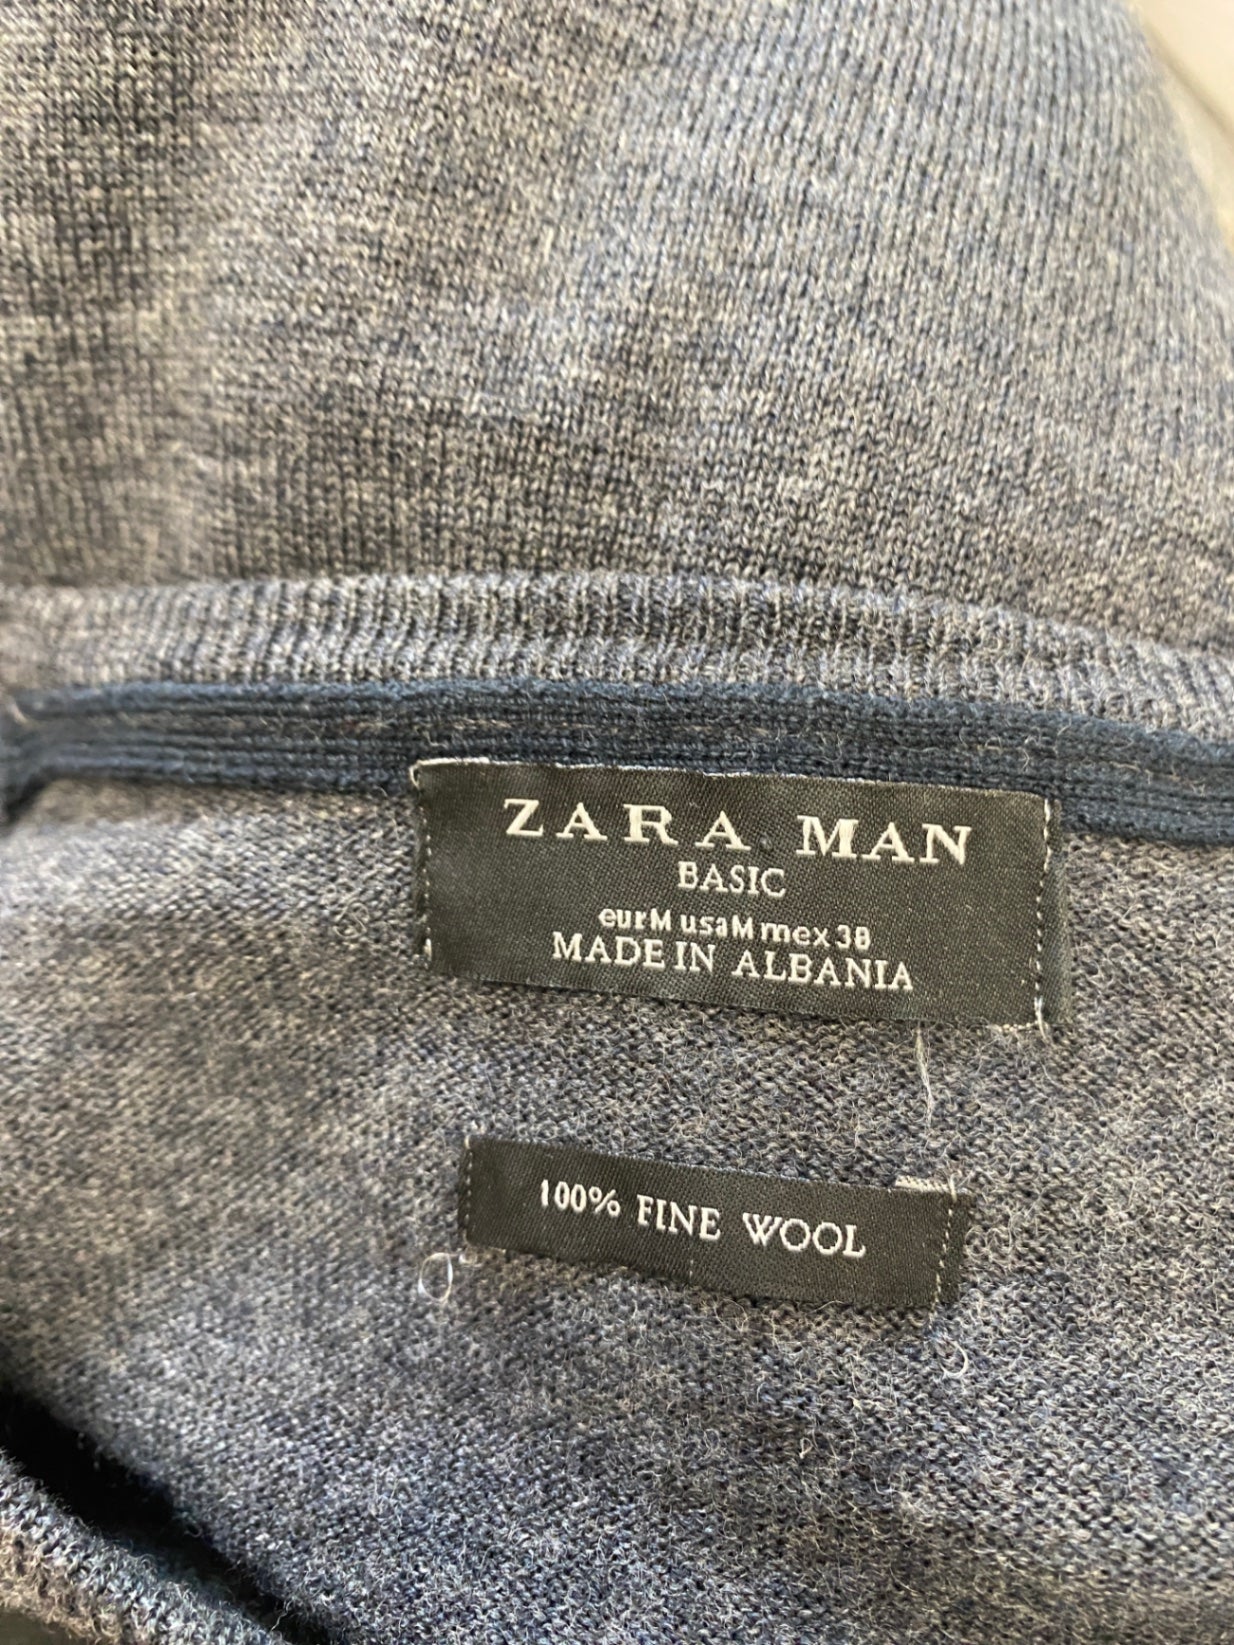 ZARA MAN
BASIC
eurM usaM mex 38
MADE IN ALBANIA
100% FINE WOOL